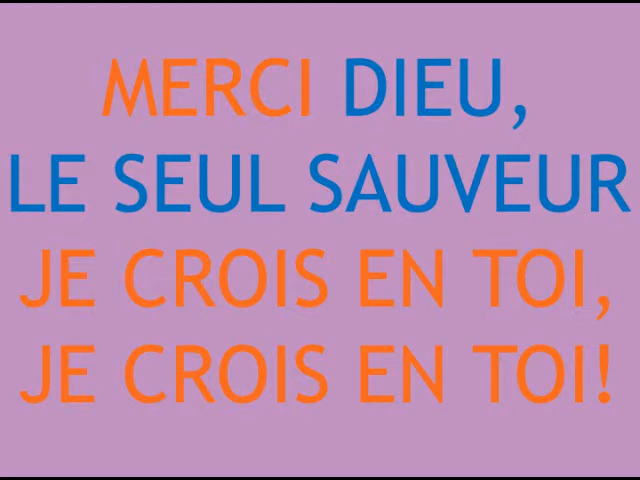 MERCI DIEU,
LE SEUL SAUVEUR
JE CROIS EN TOI,
JE CROIS EN TOI!